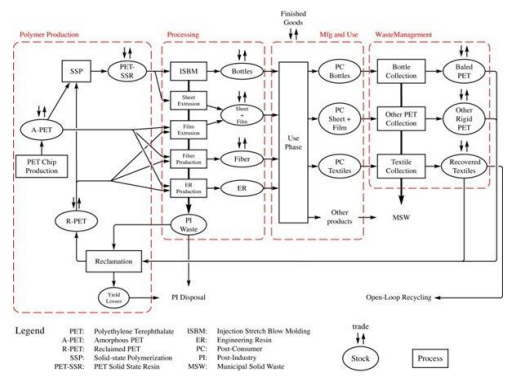 Finished
Goods
Polymer Production
Processing
Mfg and Use
WasteManagement
SSP
PET-
SSR
ISBM
Bottles
PC
Bottles
Bottle
Collection
Baled
PET
Sheet
Extrusion
Sheet
+
Film
A-PET
Film
Extrusion
Use
Phase
PC
Sheet +
Film
Other PET
Collection
Other
Rigid
PET
PET Chip
Production
Fiber
Production
Fiber
PC
Textiles
Textile
Collection
Recovered
Textiles
ER
Production
ER
R-PET
PI
Waste
Other
products
MSW
Reclamation
Yield
Losses
PI Disposal
Open-Loop Recycling
Legend
PET: Polyethylene Terephthalate
A-PET: Amorphous PET
R-PET: Reclaimed PET
SSP: Solid-state Polymerization
PET-SSR: PET Solid State Resin
ISBM: Injection Stretch Blow Molding
ER: Engineering Resin
PC: Post-Consumer
PI: Post-Industry
MSW: Municipal Solid Waste
trade
Stock
Process